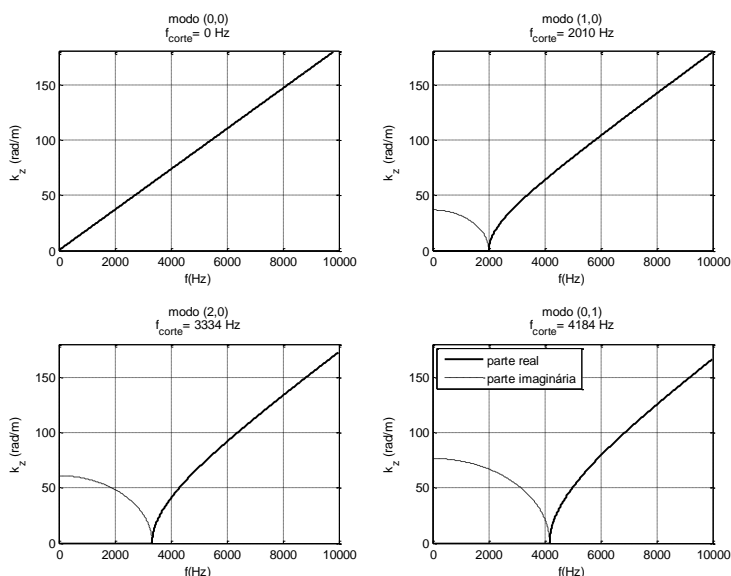 modo (0,0)
f_corte= 0 Hz
150
100
50
0
k_z (rad/m)
0 2000 4000 6000 8000 10000
f(Hz)
modo (1,0)
f_corte= 2010 Hz
150
100
50
0
k_z (rad/m)
0 2000 4000 6000 8000 10000
f(Hz)
modo (2,0)
f_corte= 3334 Hz
150
100
50
0
k_z (rad/m)
0 2000 4000 6000 8000 10000
f(Hz)
modo (0,1)
f_corte= 4184 Hz
parte real
parte imaginária
150
100
50
0
k_z (rad/m)
0 2000 4000 6000 8000 10000
f(Hz)